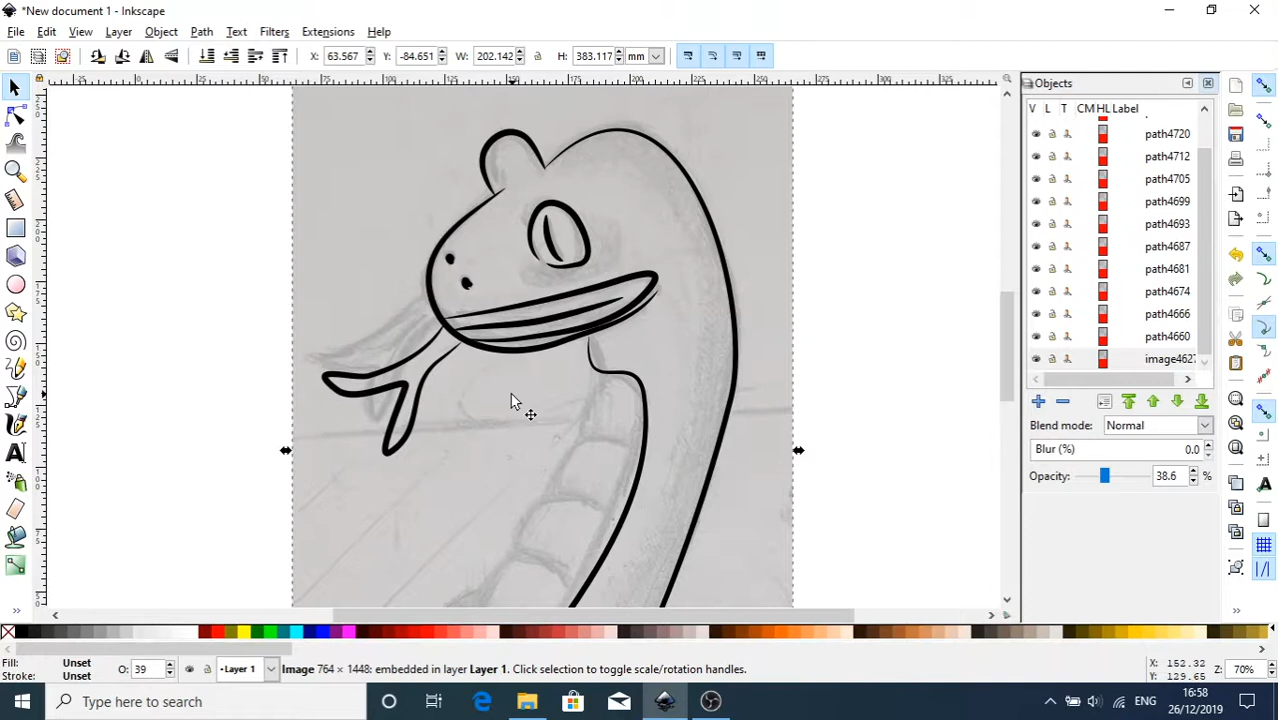 *New document 1 - Inkscape
File Edit View Layer Object Path Text Filters Extensions Help
X: 63.567 Y: -84.651 W: 202.142 H: 383.117 mm
Objects
V L T CM HL Label
path4720
path4712
path4705
path4699
path4693
path4687
path4681
path4674
path4666
path4660
image4627
Blend mode: Normal
Blur (%) 0.0
Opacity: 38.6 %
Fill: Unset O: 39 Layer 1 Image 764 × 1448: embedded in layer Layer 1. Click selection to toggle scale/rotation handles. X: 152.32 Z: 70%
Stroke: Unset Y: 129.65
Type here to search
ENG
16:58
26/12/2019